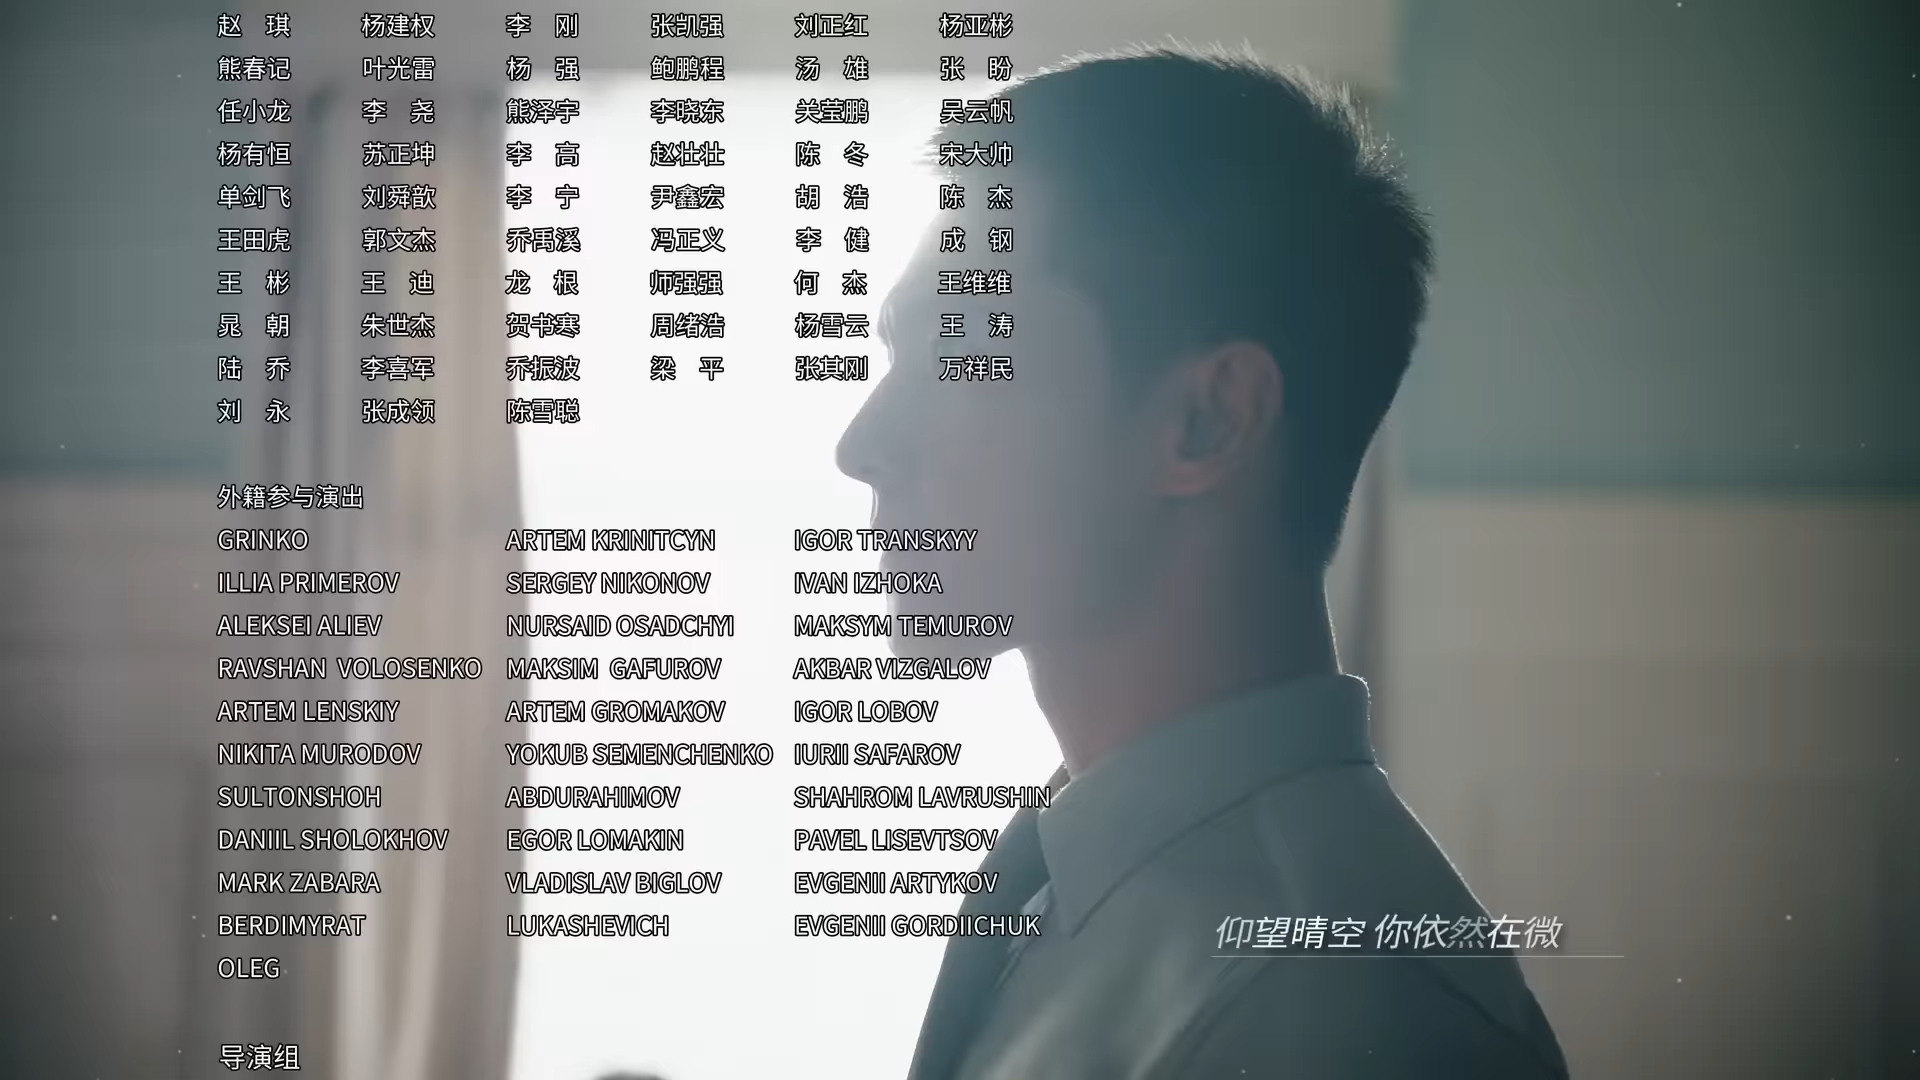 赵 琪 杨建权 李 刚 张凯强 刘正红 杨亚彬
熊春记 叶光雷 杨 强 鲍鹏程 汤 雄 张 盼
任小龙 李 尧 熊泽宇 李晓东 关莹鹏 吴云帆
杨有恒 苏正坤 李 高 赵壮壮 陈 冬 宋大帅
单剑飞 刘舜歆 李 宁 尹鑫宏 胡 浩 陈 杰
王田虎 郭文杰 乔禹溪 冯正义 李 健 成 钢
王 彬 王 迪 龙 根 师强强 何 杰 王维维
晁 朝 朱世杰 贺书寒 周绪浩 杨雪云 王 涛
陆 乔 李喜军 乔振波 梁 平 张其刚 万祥民
刘 永 张成领 陈雪聪
外籍参与演出
GRINKO ARTEM KRINITCYN IGOR TRANSKYY
ILLIA PRIMEROV SERGEY NIKONOV IVAN IZHOKA
ALEKSEI ALIEV NURSAID OSADCHYI MAKSYM TEMUROV
RAVSHAN VOLOSENKO MAKSIM GAFUROV AKBAR VIZGALOV
ARTEM LENSKIY ARTEM GROMAKOV IGOR LOBOV
NIKITA MURODOV YOKUB SEMENCHENKO IURII SAFAROV
SULTONSHOH ABDURAHIMOV SHAHROM LAVRUSHIN
DANIIL SHOLOKHOV EGOR LOMAKIN PAVEL LISEVTSOV
MARK ZABARA VLADISLAV BIGLOV EVGENII ARTYKOV
BERDIMYRAT LUKASHEVICH EVGENII GORDIICHUK
OLEG
导演组
仰望晴空 你依然在微